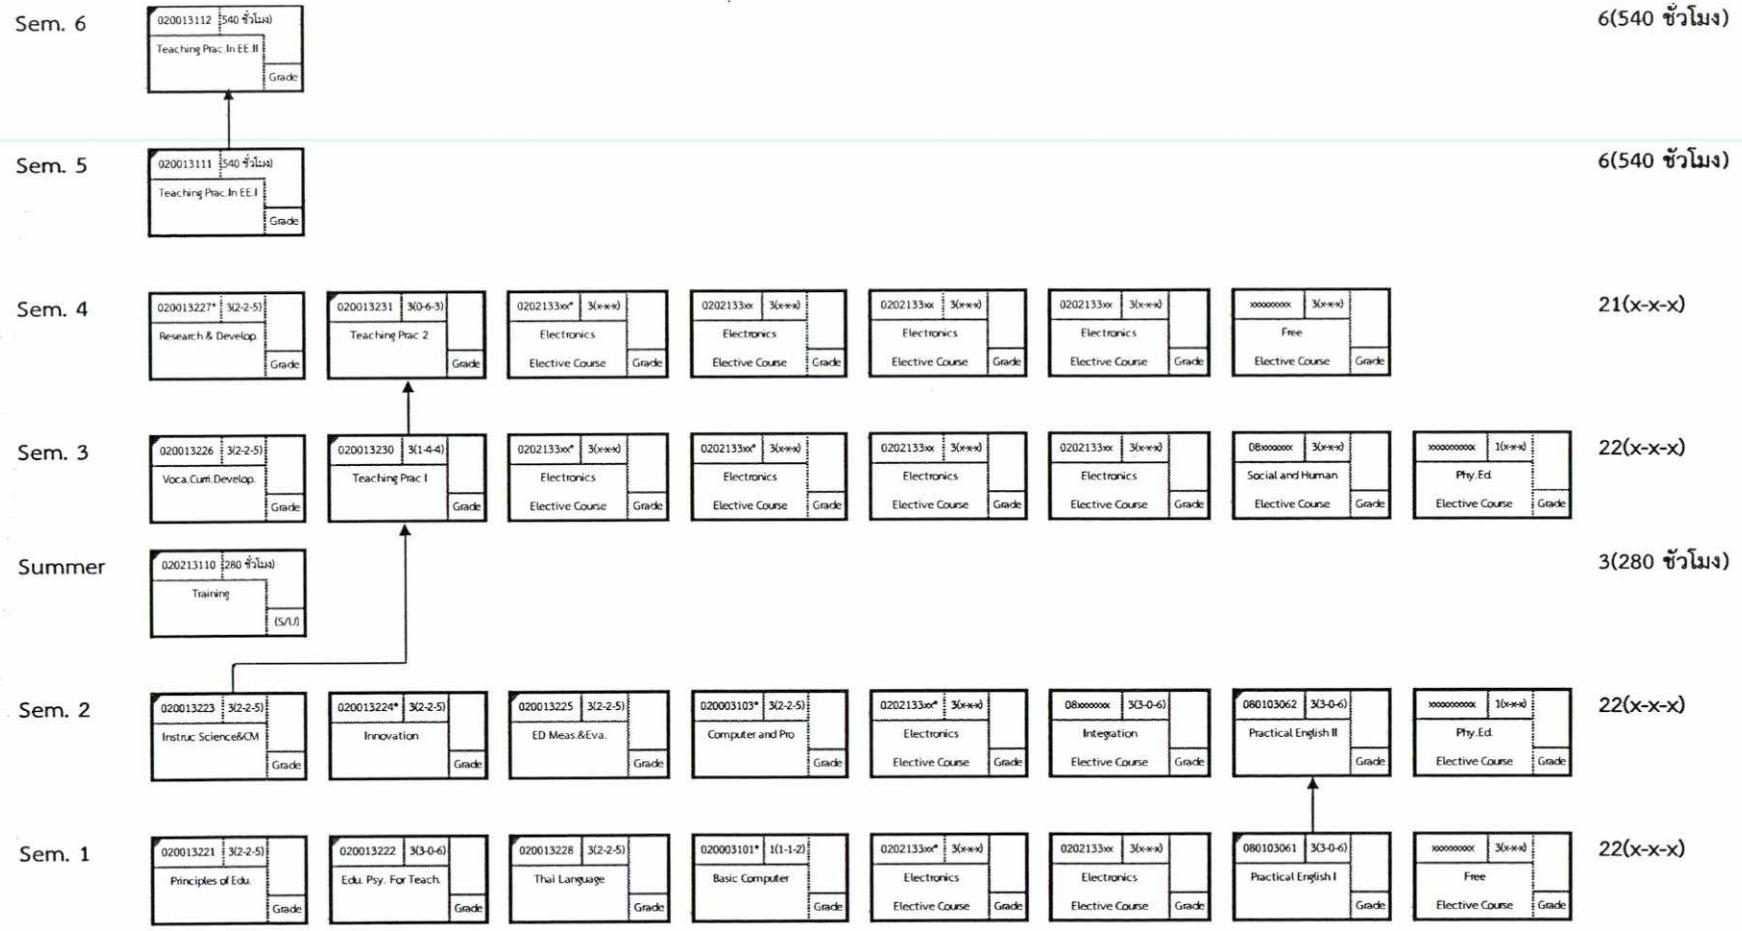 Sem. 6
020013112 (540 ชั่วโมง)
Teaching Prac.In EE.II
Grade
6(540 ชั่วโมง)
Sem. 5
020013111 (540 ชั่วโมง)
Teaching Prac.In EE.I
Grade
6(540 ชั่วโมง)
Sem. 4
020013227* 3(2-2-5)
Research & Develop.
Grade
020013231 3(0-6-3)
Teaching Prac 2
Grade
0202133xx* 3(x-x-x)
Electronics
Elective Course Grade
0202133xx 3(x-x-x)
Electronics
Elective Course Grade
0202133xx 3(x-x-x)
Electronics
Elective Course Grade
0202133xx 3(x-x-x)
Electronics
Elective Course Grade
xxxxxxxxx 3(x-x-x)
Free
Elective Course Grade
21(x-x-x)
Sem. 3
020013226 3(2-2-5)
Voca.Curri.Develop.
Grade
020013230 3(1-4-4)
Teaching Prac I
Grade
0202133xx* 3(x-x-x)
Electronics
Elective Course Grade
0202133xx* 3(x-x-x)
Electronics
Elective Course Grade
0202133xx 3(x-x-x)
Electronics
Elective Course Grade
0202133xx 3(x-x-x)
Electronics
Elective Course Grade
08xxxxxxx 3(x-x-x)
Social and Human
Elective Course Grade
xxxxxxxxxx 1(x-x-x)
Phy.Ed.
Elective Course Grade
22(x-x-x)
Summer
020213110 (280 ชั่วโมง)
Training
(S/U)
3(280 ชั่วโมง)
Sem. 2
020013223 3(2-2-5)
Instruc Science&CM
Grade
020013224* 3(2-2-5)
Innovation
Grade
020013225 3(2-2-5)
ED Meas.&Eva.
Grade
020003103* 3(2-2-5)
Computer and Pro
Grade
0202133xx* 3(x-x-x)
Electronics
Elective Course Grade
08xxxxxxx 3(3-0-6)
Integration
Elective Course Grade
080103062 3(3-0-6)
Practical English II
Grade
xxxxxxxxxx 1(x-x-x)
Phy.Ed.
Elective Course Grade
22(x-x-x)
Sem. 1
020013221 3(2-2-5)
Principles of Edu.
Grade
020013222 3(3-0-6)
Edu. Psy. For Teach.
Grade
020013228 3(2-2-5)
Thai Language
Grade
020003101* 1(1-1-2)
Basic Computer
Grade
0202133xx* 3(x-x-x)
Electronics
Elective Course Grade
0202133xx 3(x-x-x)
Electronics
Elective Course Grade
080103061 3(3-0-6)
Practical English I
Grade
xxxxxxxxx 3(x-x-x)
Free
Elective Course Grade
22(x-x-x)